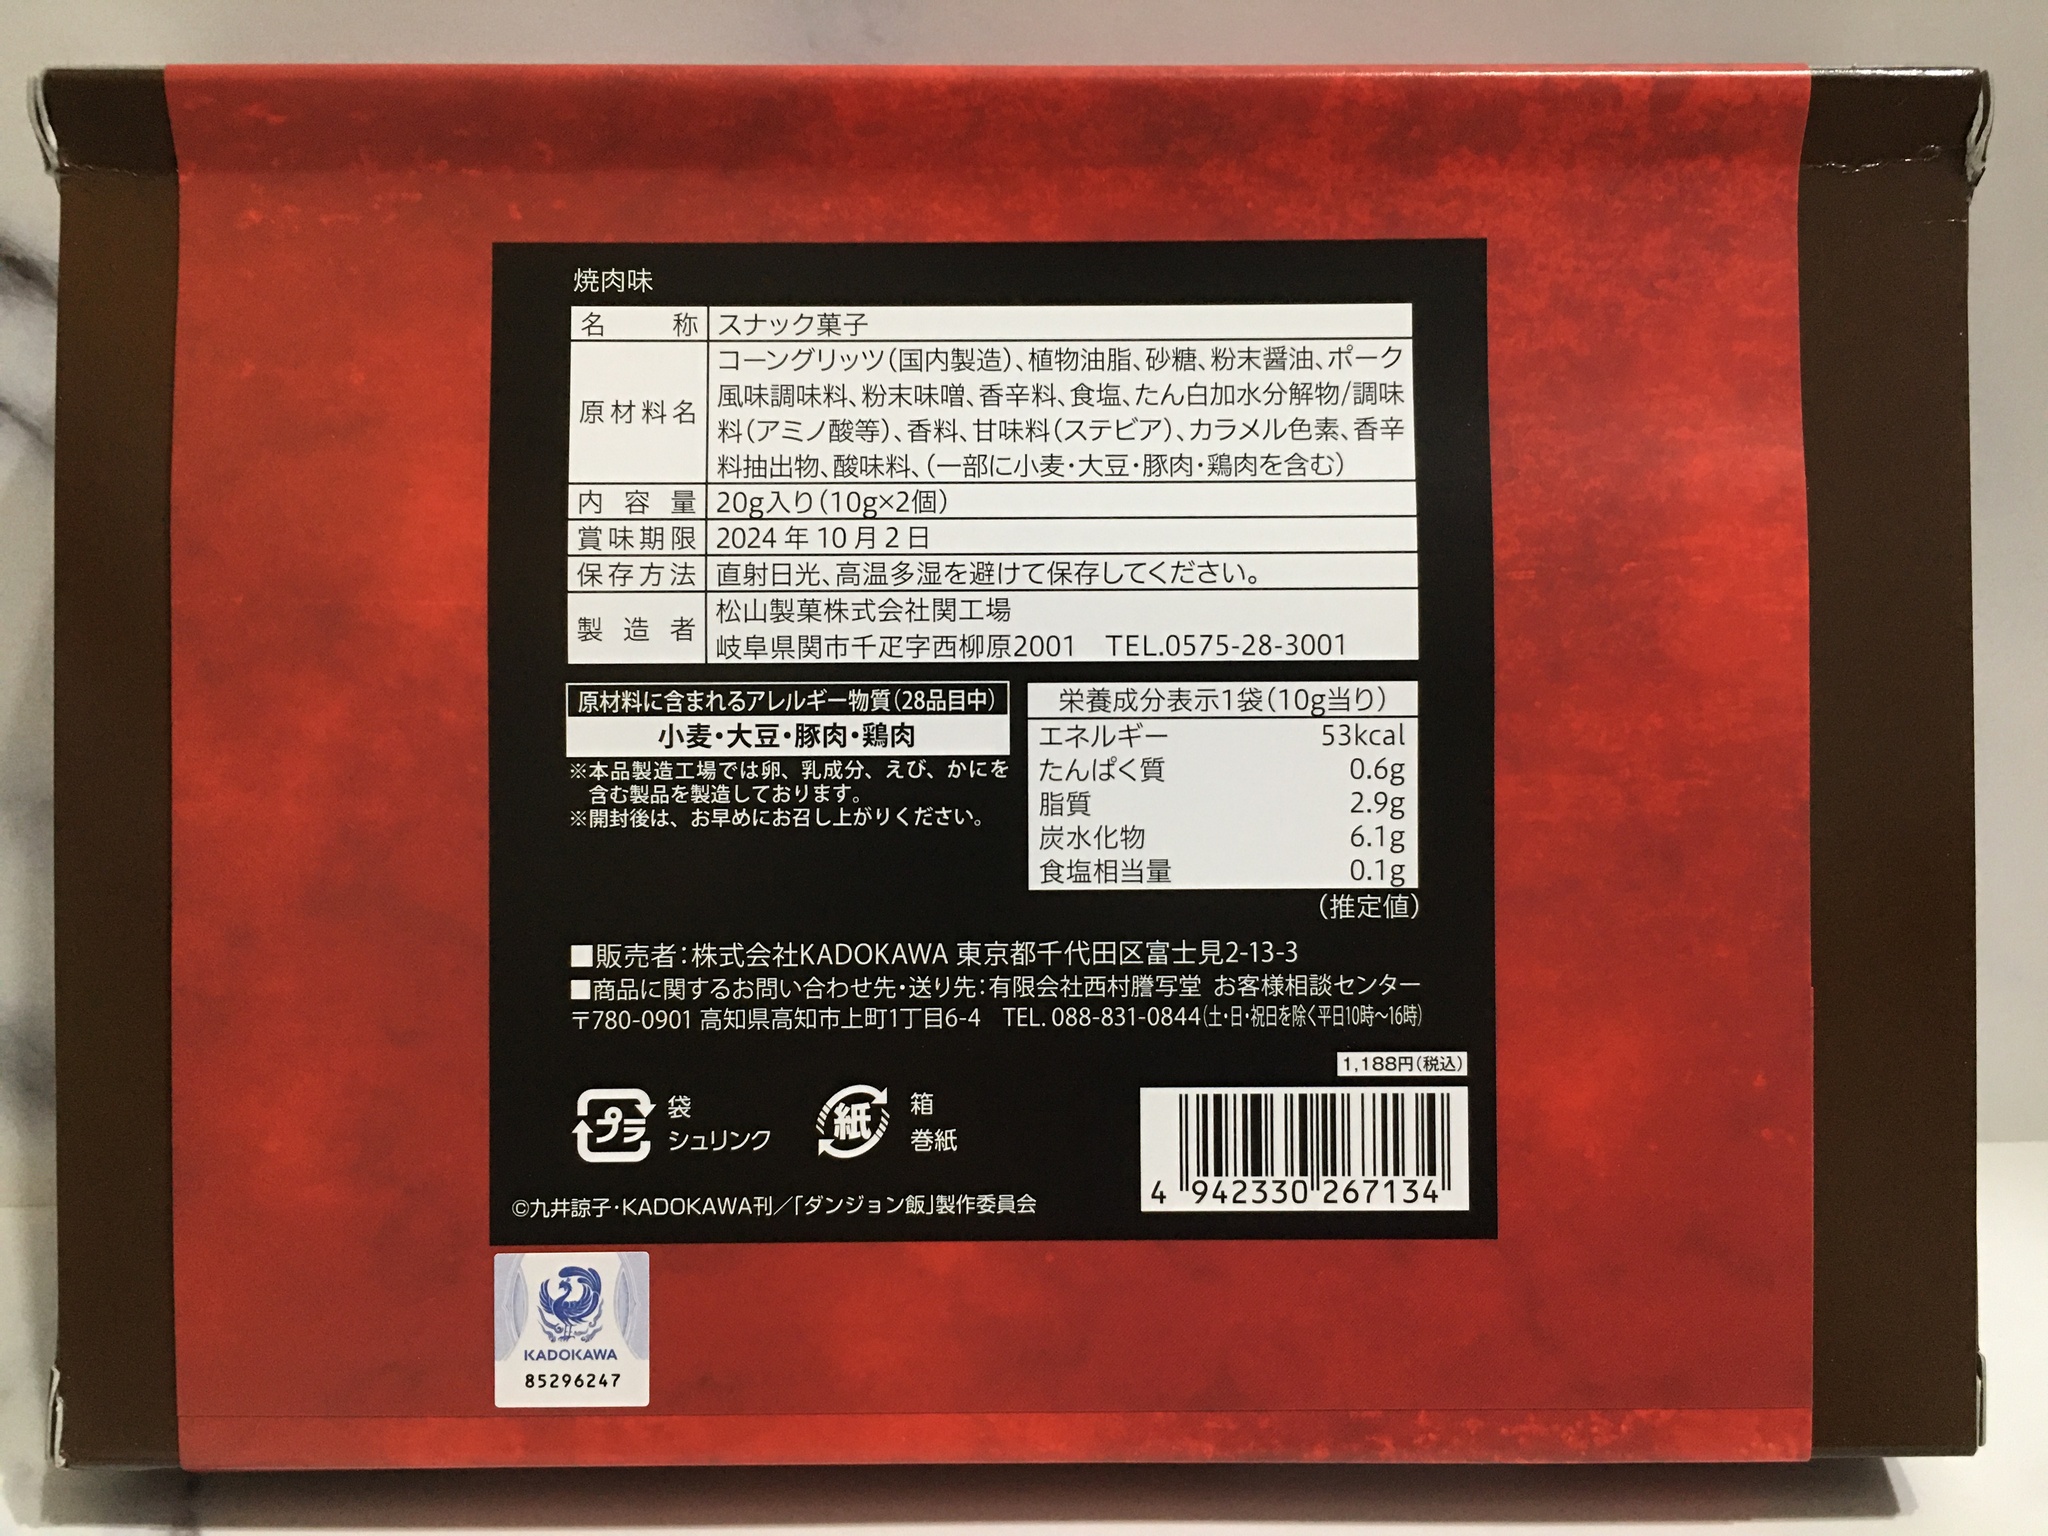 焼肉味
名称 スナック菓子
原材料名 コーングリッツ(国内製造)、植物油脂、砂糖、粉末醤油、ポーク
風味調味料、粉末味噌、香辛料、食塩、たん白加水分解物/調味
料(アミノ酸等)、香料、甘味料(ステビア)、カラメル色素、香辛
料抽出物、酸味料、(一部に小麦・大豆・豚肉・鶏肉を含む)
内容量 20g入り(10g×2個)
賞味期限 2024年10月2日
保存方法 直射日光、高温多湿を避けて保存してください。
製造者 松山製菓株式会社関工場
岐阜県関市千疋字西柳原2001 TEL.0575-28-3001
原材料に含まれるアレルギー物質(28品目中)
小麦・大豆・豚肉・鶏肉
※本品製造工場では卵、乳成分、えび、かにを
含む製品を製造しております。
※開封後は、お早めにお召し上がりください。
栄養成分表示1袋(10g当り)
エネルギー 53kcal
たんぱく質 0.6g
脂質 2.9g
炭水化物 6.1g
食塩相当量 0.1g
(推定値)
■販売者:株式会社KADOKAWA 東京都千代田区富士見2-13-3
■商品に関するお問い合わせ先・送り先:有限会社西村謄写堂 お客様相談センター
〒780-0901 高知県高知市上町1丁目6-4 TEL. 088-831-0844(土・日・祝日を除く平日10時〜16時)
1,188円(税込)
プラ 袋
シュリンク
紙 箱
巻紙
4 942330 267134
©九井諒子・KADOKAWA刊/「ダンジョン飯」製作委員会
KADOKAWA
85296247